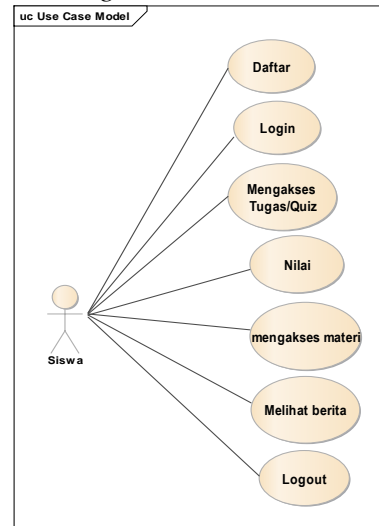 uc Use Case Model
Daftar
Login
Mengakses
Tugas/Quiz
Nilai
mengakses materi
Siswa
Melihat berita
Logout